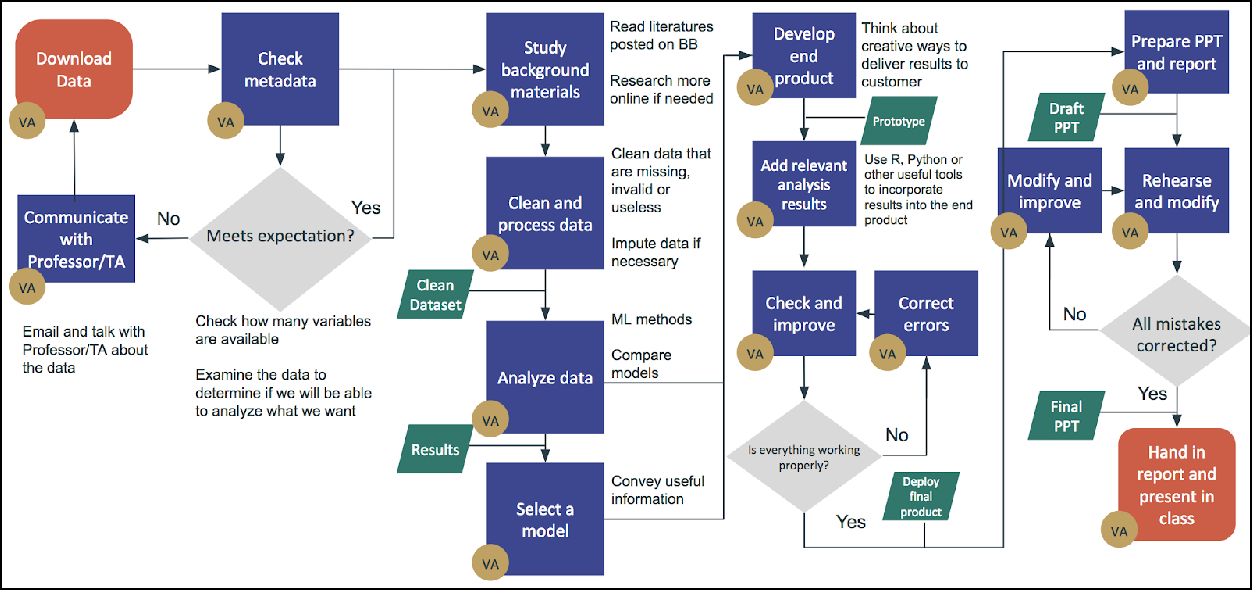 Download
Data
VA
Check
metadata
VA
Communicate
with
Professor/TA
VA
No
Meets expectation?
Yes
Email and talk with
Professor/TA about
the data
Check how many variables
are available
Examine the data to
determine if we will be able
to analyze what we want
Study
background
materials
VA
Read literatures
posted on BB
Research more
online if needed
Clean and
process data
VA
Clean data that
are missing,
invalid or
useless
Impute data if
necessary
Clean
Dataset
Analyze data
VA
ML methods
Compare
models
Results
Select a
model
VA
Convey useful
information
Develop
end
product
VA
Think about
creative ways to
deliver results to
customer
Prototype
Add relevant
analysis
results
VA
Use R, Python or
other useful tools
to incorporate
results into the end
product
Check and
improve
VA
Correct
errors
VA
Is everything working
properly?
No
Yes
Deploy
final
product
Prepare PPT
and report
VA
Draft
PPT
Modify and
improve
VA
Rehearse
and modify
VA
No
All mistakes
corrected?
Yes
Final
PPT
Hand in
report and
present in
class
VA